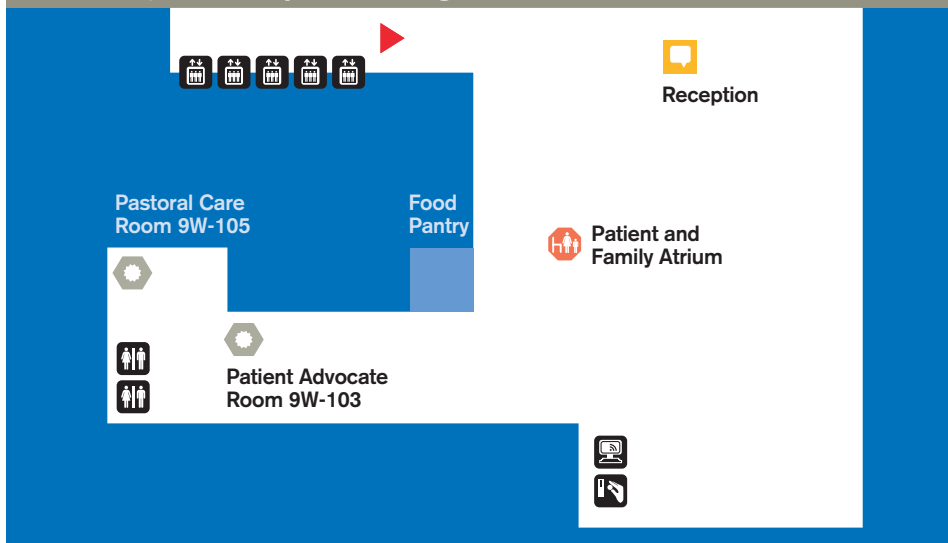 Reception
Pastoral Care
Room 9W-105
Food
Pantry
Patient and
Family Atrium
Patient Advocate
Room 9W-103